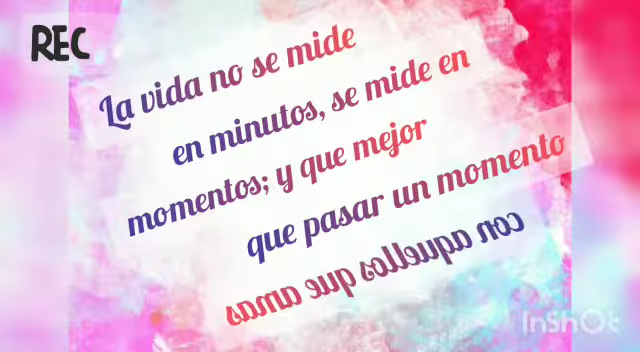 REC
La vida no se mide
en minutos, se mide en
momentos; y que mejor
que pasar un momento
con aquellos que amas
InShOt